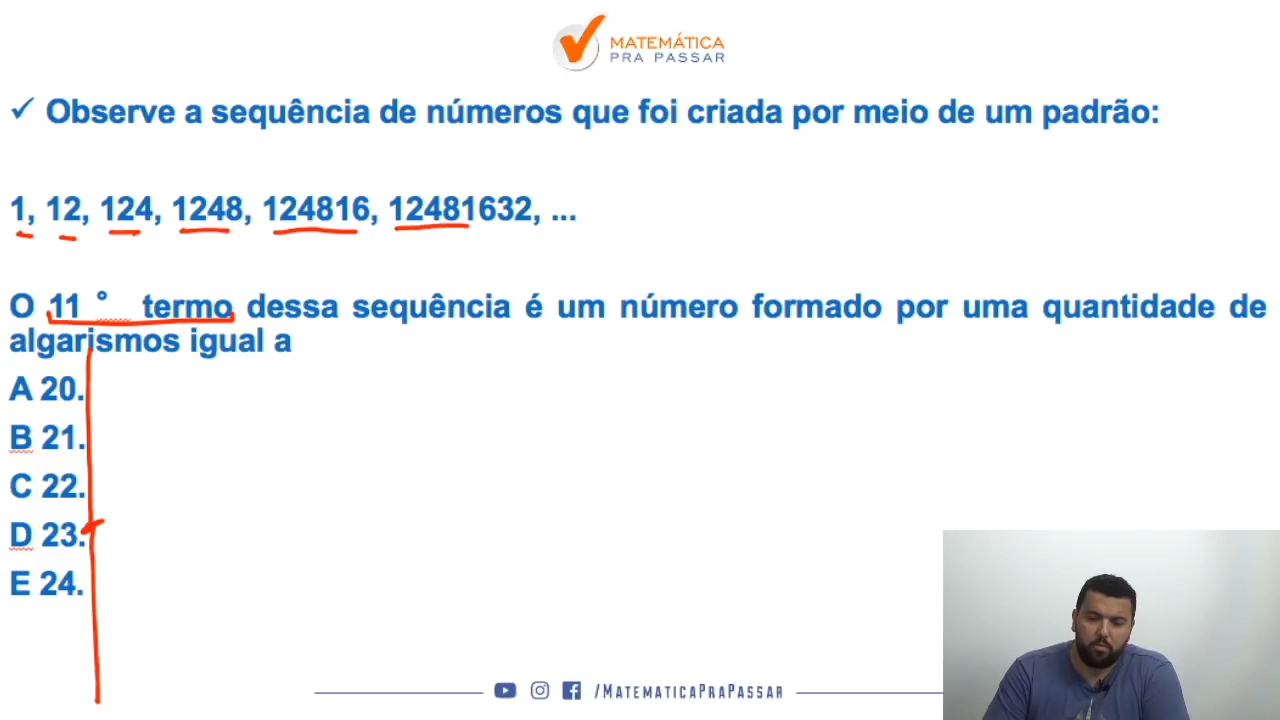 MATEMÁTICA
PRA PASSAR
✓ Observe a sequência de números que foi criada por meio de um padrão:
1, 12, 124, 1248, 124816, 12481632, ...
O 11 ° termo dessa sequência é um número formado por uma quantidade de
algarismos igual a
A 20.
B 21.
C 22.
D 23.
E 24.
/MATEMATICAPRAPASSAR